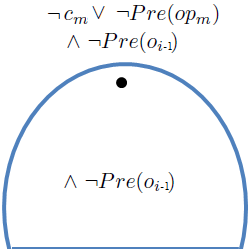 ¬c_m ∨ ¬Pre(op_m)
∧ ¬Pre(o_{i-1})
∧ ¬Pre(o_{i-1})